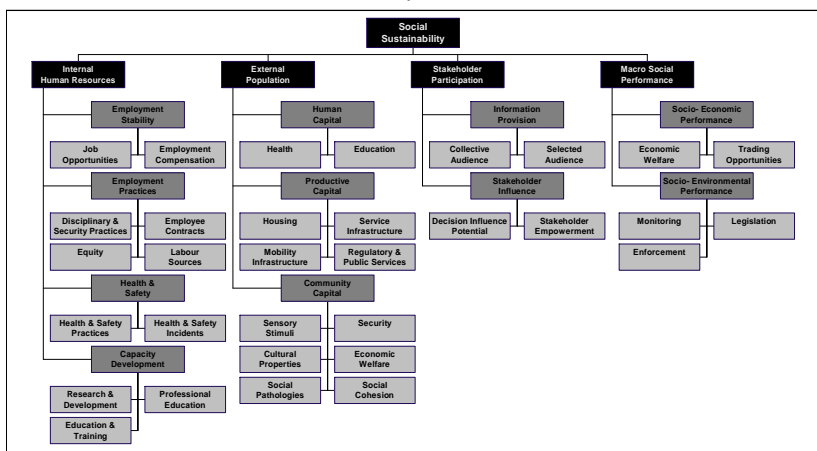 Social
Sustainability
Internal
Human Resources
External
Population
Stakeholder
Participation
Macro Social
Performance
Employment
Stability
Job
Opportunities
Employment
Compensation
Employment
Practices
Disciplinary &
Security Practices
Employee
Contracts
Equity
Labour
Sources
Health &
Safety
Health & Safety
Practices
Health & Safety
Incidents
Capacity
Development
Research &
Development
Professional
Education
Education &
Training
Human
Capital
Health
Education
Productive
Capital
Housing
Service
Infrastructure
Mobility
Infrastructure
Regulatory &
Public Services
Community
Capital
Sensory
Stimuli
Security
Cultural
Properties
Economic
Welfare
Social
Pathologies
Social
Cohesion
Information
Provision
Collective
Audience
Selected
Audience
Stakeholder
Influence
Decision Influence
Potential
Stakeholder
Empowerment
Socio- Economic
Performance
Economic
Welfare
Trading
Opportunities
Socio- Environmental
Performance
Monitoring
Legislation
Enforcement